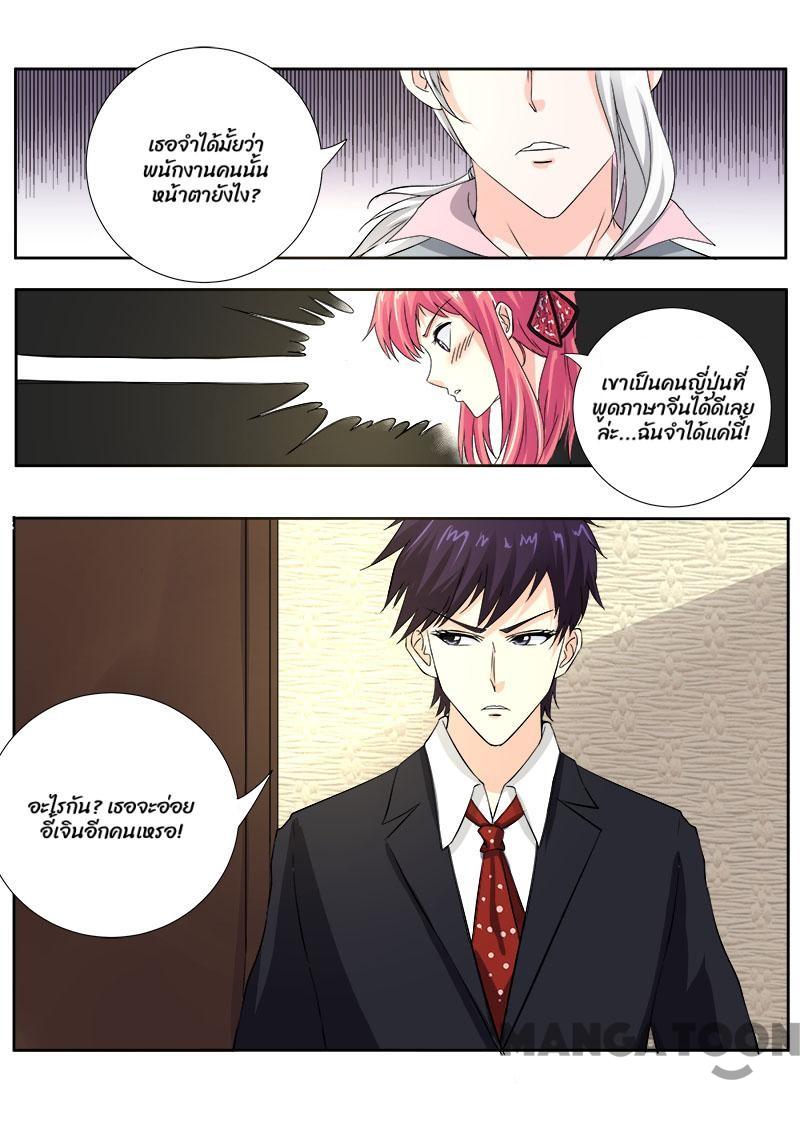 เธอจำได้มั้ยว่า
พนักงานคนนั้น
หน้าตายังไง?
เขาเป็นคนญี่ปุ่นที่
พูดภาษาจีนได้ดีเลย
ล่ะ...ฉันจำได้แค่นี้!
อะไรกัน? เธอจะอ่อย
อี้เจินอีกคนเหรอ!
MANGATOON